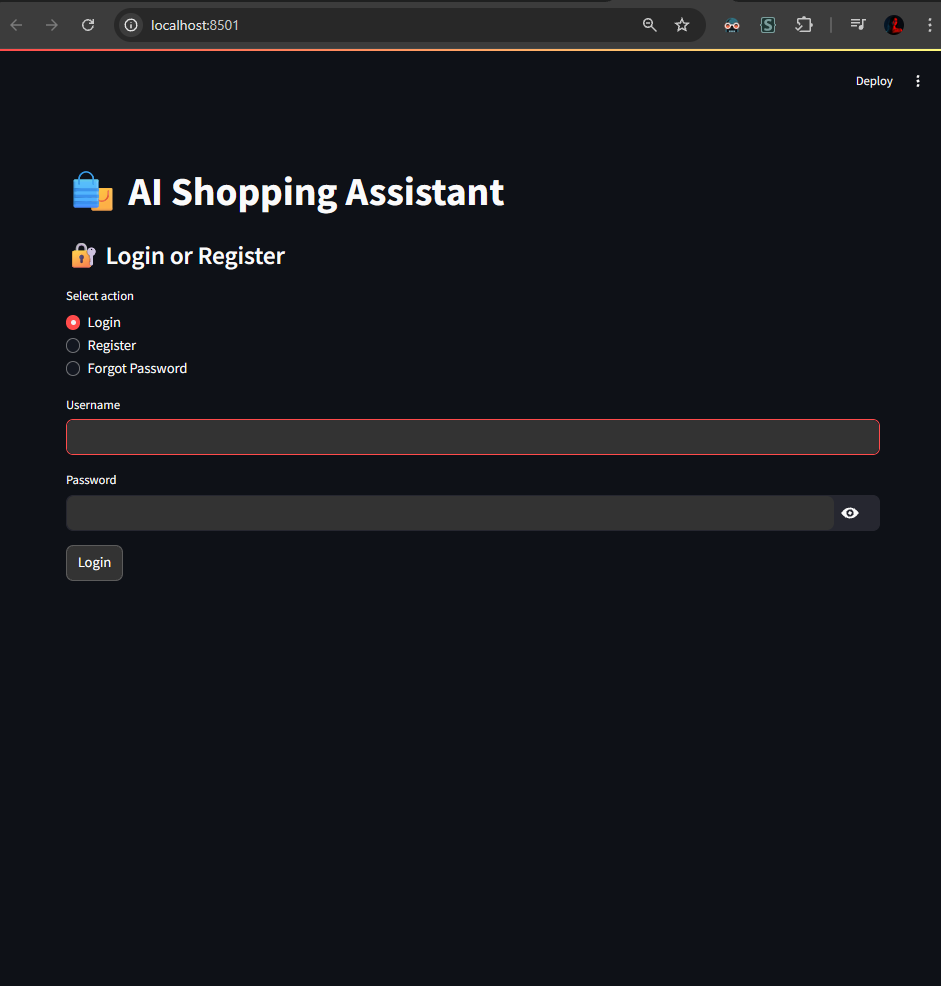 localhost:8501
Deploy
AI Shopping Assistant
Login or Register
Select action
Login
Register
Forgot Password
Username
Password
Login